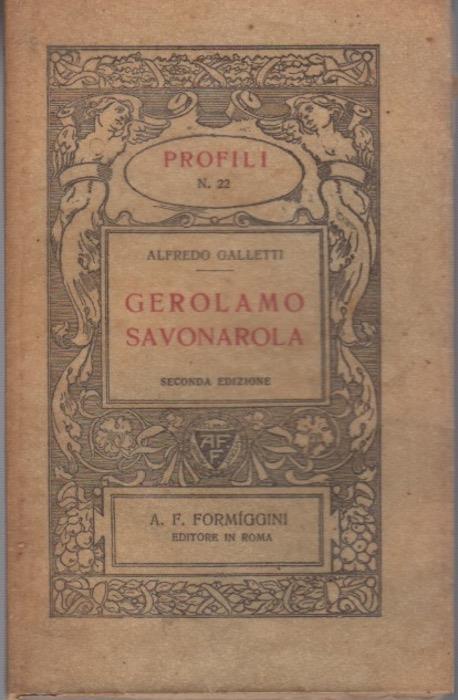 PROFILI
N. 22
ALFREDO GALLETTI
GEROLAMO
SAVONAROLA
SECONDA EDIZIONE
AF
F
A. F. FORMÍGGINI
EDITORE IN ROMA